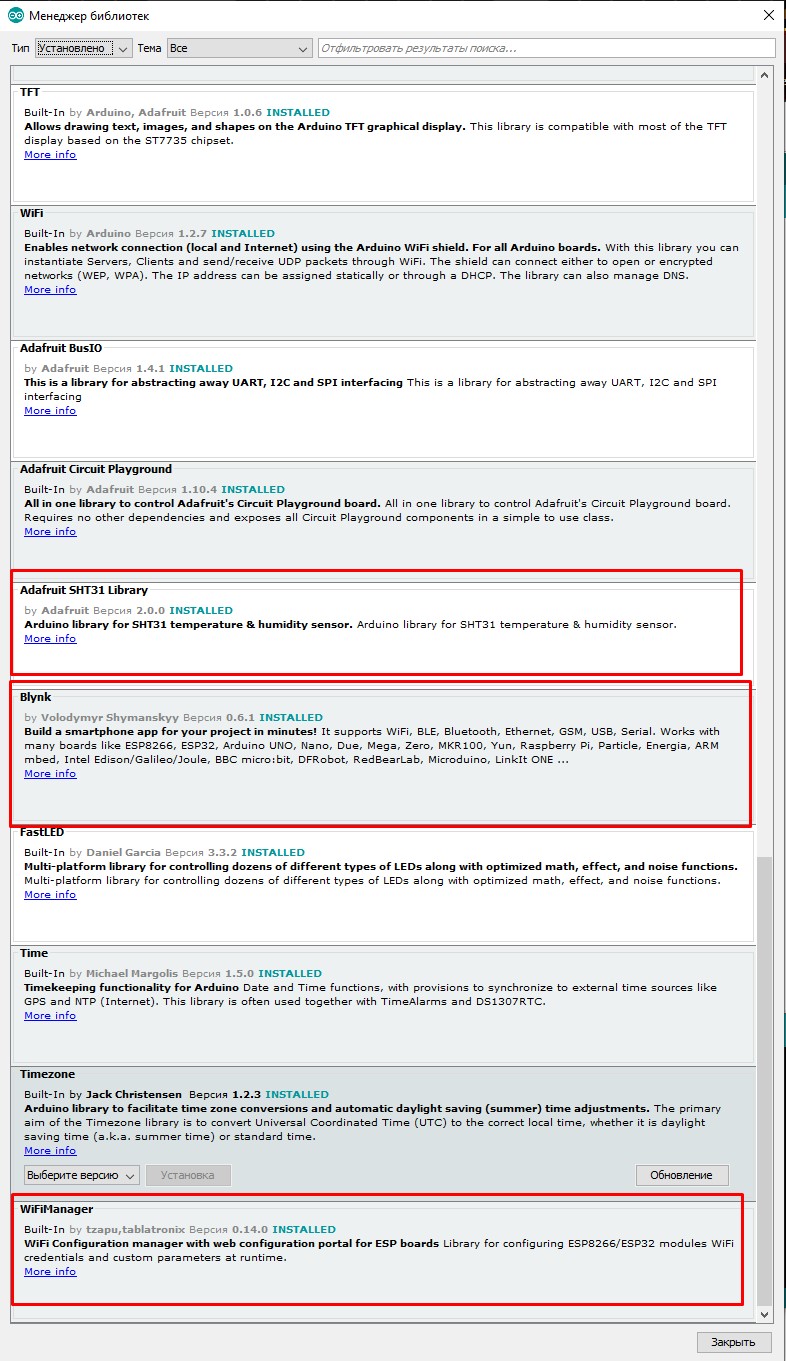 Менеджер библиотек
Тип Установлено Тема Все Отфильтровать результаты поиска...
TFT
Built-In by Arduino, Adafruit Версия 1.0.6 INSTALLED
Allows drawing text, images, and shapes on the Arduino TFT graphical display. This library is compatible with most of the TFT
display based on the ST7735 chipset.
More info
WiFi
Built-In by Arduino Версия 1.2.7 INSTALLED
Enables network connection (local and Internet) using the Arduino WiFi shield. For all Arduino boards. With this library you can
instantiate Servers, Clients and send/receive UDP packets through WiFi. The shield can connect either to open or encrypted
networks (WEP, WPA). The IP address can be assigned statically or through a DHCP. The library can also manage DNS.
More info
Adafruit BusIO
by Adafruit Версия 1.4.1 INSTALLED
This is a library for abstracting away UART, I2C and SPI interfacing This is a library for abstracting away UART, I2C and SPI
interfacing
More info
Adafruit Circuit Playground
Built-In by Adafruit Версия 1.10.4 INSTALLED
All in one library to control Adafruit's Circuit Playground board. All in one library to control Adafruit's Circuit Playground board.
Requires no other dependencies and exposes all Circuit Playground components in a simple to use class.
More info
Adafruit SHT31 Library
by Adafruit Версия 2.0.0 INSTALLED
Arduino library for SHT31 temperature & humidity sensor. Arduino library for SHT31 temperature & humidity sensor.
More info
Blynk
by Volodymyr Shymanskyy Версия 0.6.1 INSTALLED
Build a smartphone app for your project in minutes! It supports WiFi, BLE, Bluetooth, Ethernet, GSM, USB, Serial. Works with
many boards like ESP8266, ESP32, Arduino UNO, Nano, Due, Mega, Zero, MKR100, Yun, Raspberry Pi, Particle, Energia, ARM
mbed, Intel Edison/Galileo/Joule, BBC micro:bit, DFRobot, RedBearLab, Microduino, LinkIt ONE ...
More info
FastLED
Built-In by Daniel Garcia Версия 3.3.2 INSTALLED
Multi-platform library for controlling dozens of different types of LEDs along with optimized math, effect, and noise functions.
Multi-platform library for controlling dozens of different types of LEDs along with optimized math, effect, and noise functions.
More info
Time
Built-In by Michael Margolis Версия 1.5.0 INSTALLED
Timekeeping functionality for Arduino Date and Time functions, with provisions to synchronize to external time sources like
GPS and NTP (Internet). This library is often used together with TimeAlarms and DS1307RTC.
More info
Timezone
Built-In by Jack Christensen Версия 1.2.3 INSTALLED
Arduino library to facilitate time zone conversions and automatic daylight saving (summer) time adjustments. The primary
aim of the Timezone library is to convert Universal Coordinated Time (UTC) to the correct local time, whether it is daylight
saving time (a.k.a. summer time) or standard time.
More info
Выберите версию Установка Обновление
WiFiManager
Built-In by tzapu,tablatronix Версия 0.14.0 INSTALLED
WiFi Configuration manager with web configuration portal for ESP boards Library for configuring ESP8266/ESP32 modules WiFi
credentials and custom parameters at runtime.
More info
Закрыть